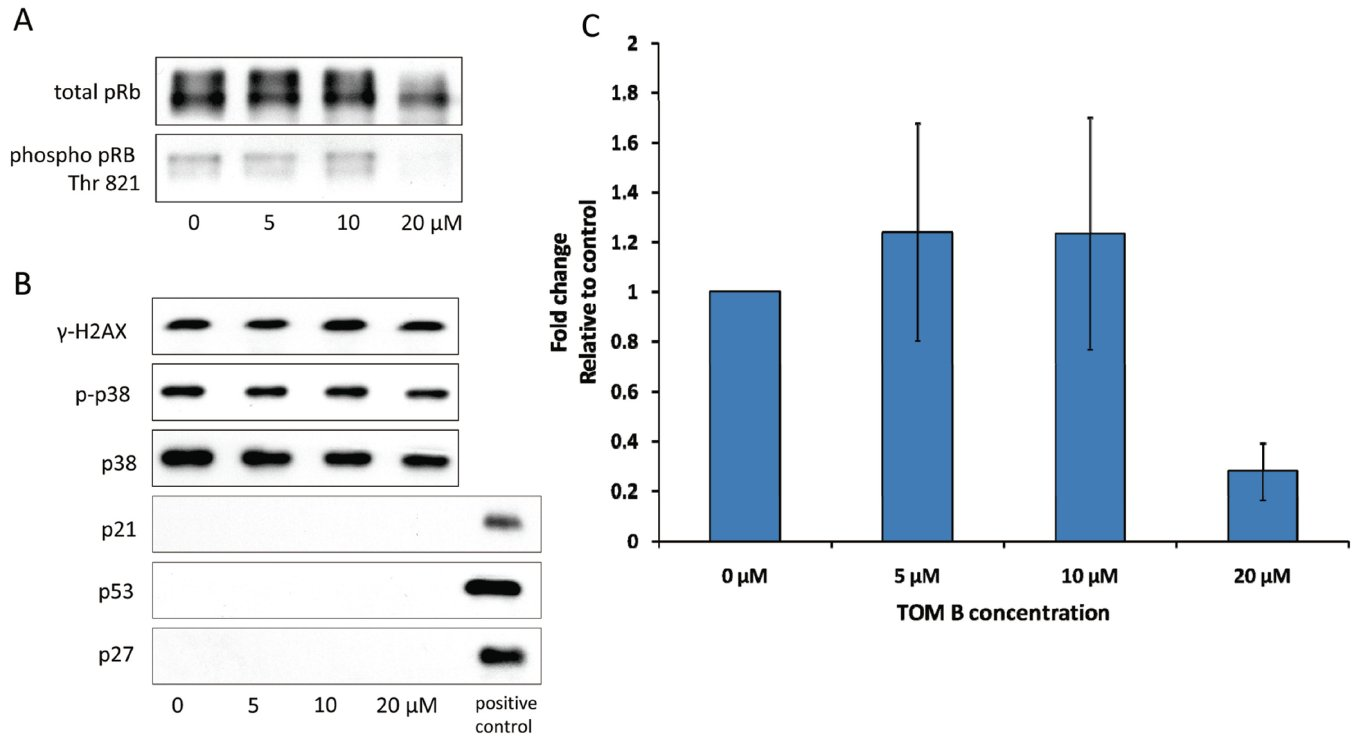 A
total pRb
phospho pRB
Thr 821
0 5 10 20 µM
B
γ-H2AX
p-p38
p38
p21
p53
p27
0 5 10 20 µM positive
control
C
2
1.8
1.6
1.4
1.2
1
0.8
0.6
0.4
0.2
0
Fold change
Relative to control
0 µM 5 µM 10 µM 20 µM
TOM B concentration